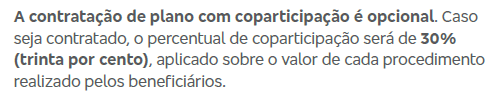 A contratação de plano com coparticipação é opcional. Caso
seja contratado, o percentual de coparticipação será de 30%
(trinta por cento), aplicado sobre o valor de cada procedimento
realizado pelos beneficiários.